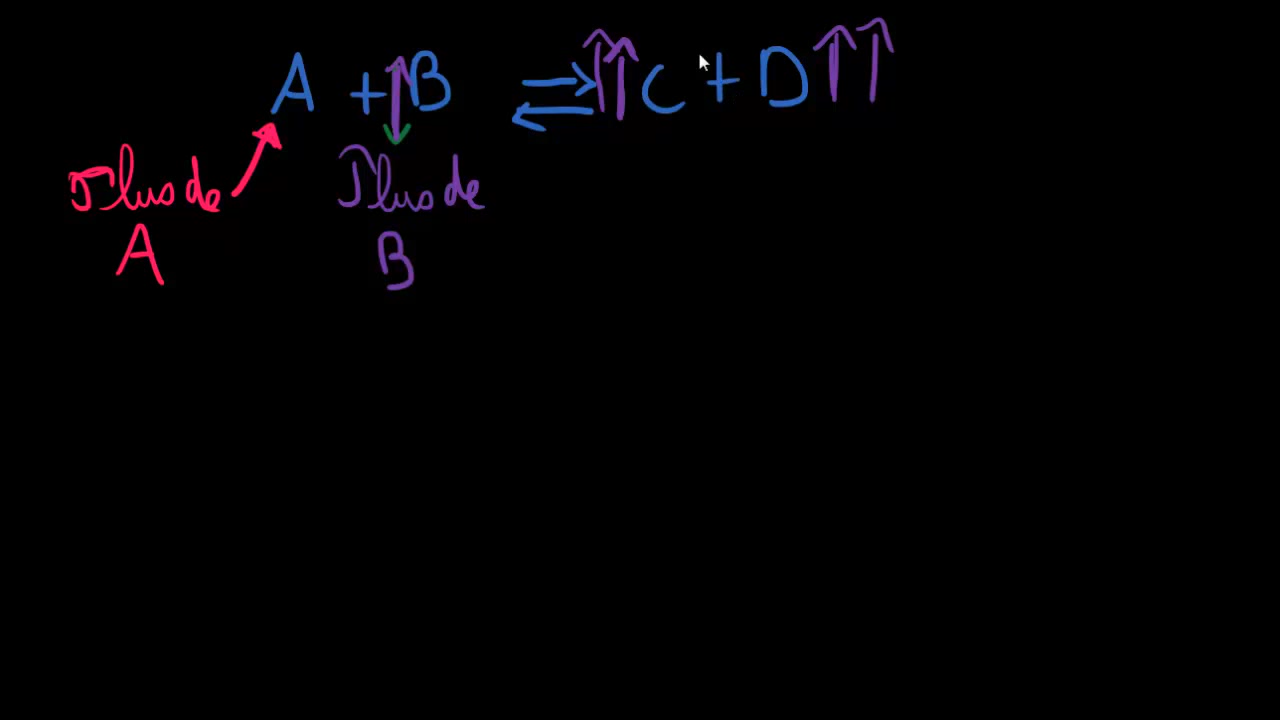 A + B ⇌ C + D
Plus de
A
Plus de
B